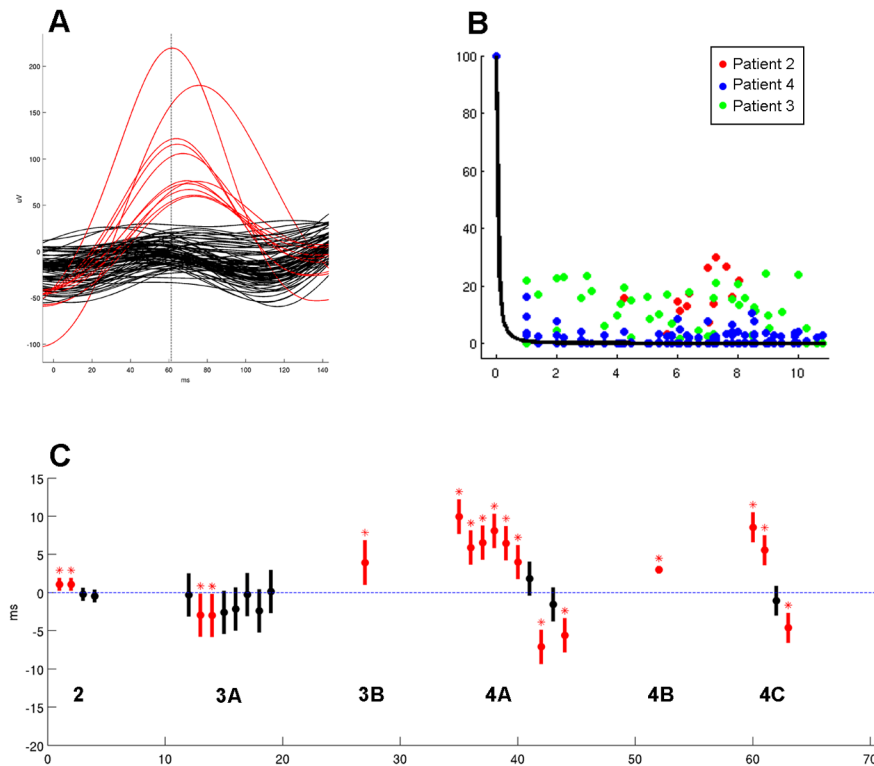 A
B
200
150
100
50
0
-50
-100
uV
0 20 40 60 80 100 120 140
ms
100
80
60
40
20
0
0 2 4 6 8 10
Patient 2
Patient 4
Patient 3
C
15
10
5
0
-5
-10
-15
-20
ms
* * * * * * * * * * * * * * * * *
2 3A 3B 4A 4B 4C
0 10 20 30 40 50 60 70